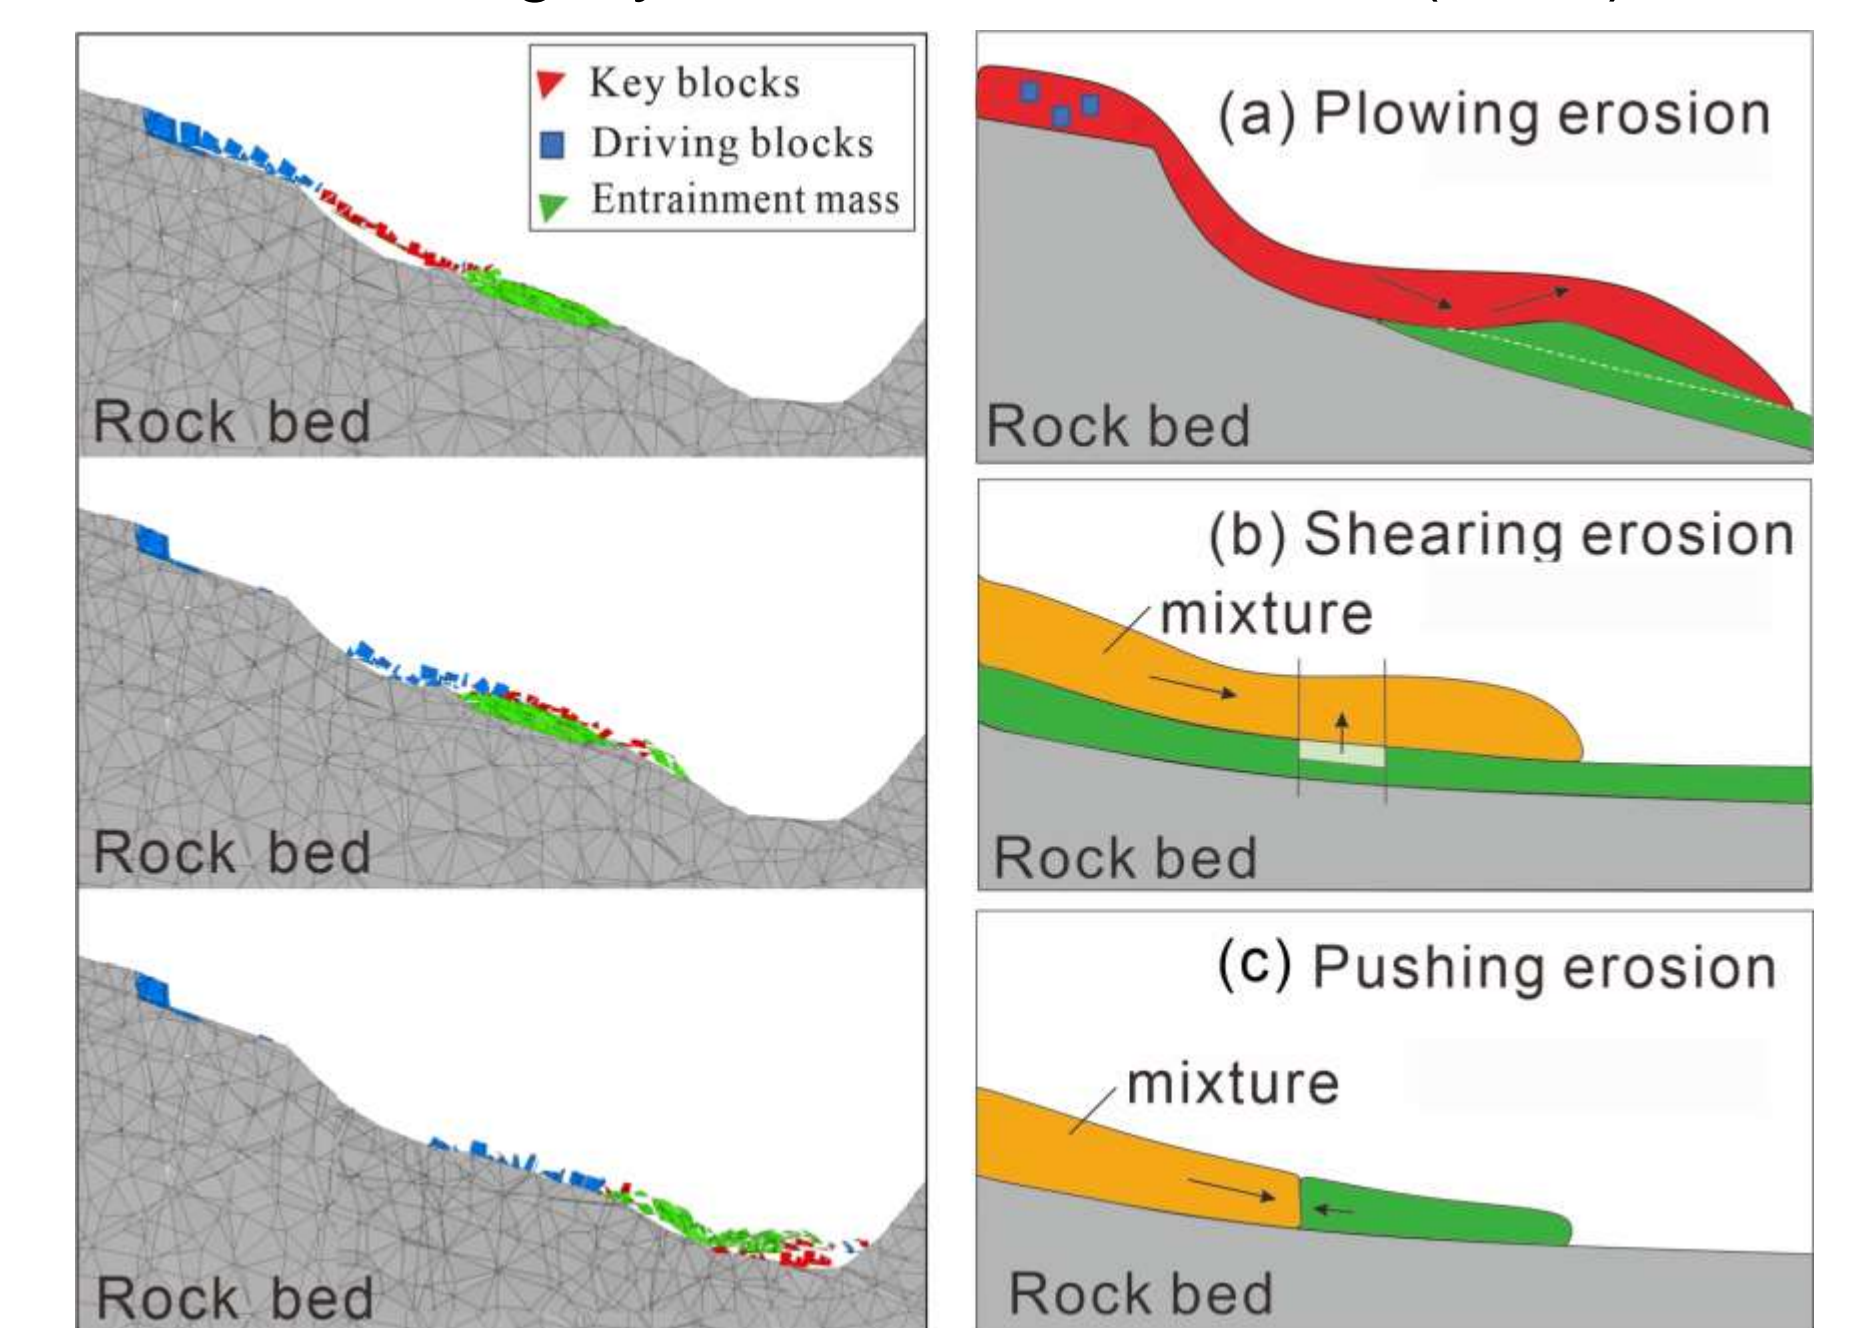 Key blocks
Driving blocks
Entrainment mass
Rock bed
Rock bed
Rock bed
(a) Plowing erosion
Rock bed
(b) Shearing erosion
mixture
Rock bed
(c) Pushing erosion
mixture
Rock bed